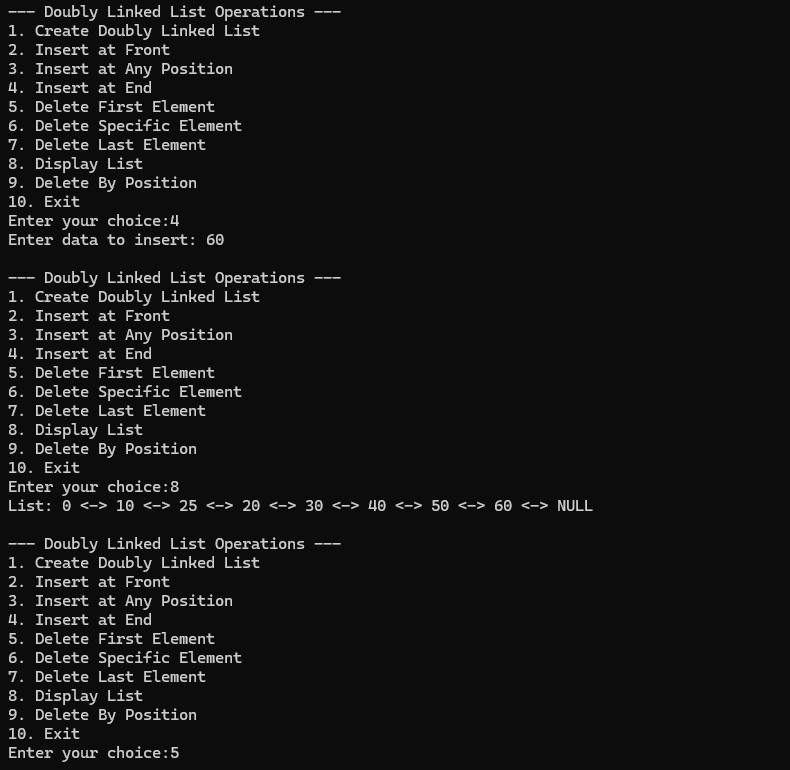 --- Doubly Linked List Operations ---
1. Create Doubly Linked List
2. Insert at Front
3. Insert at Any Position
4. Insert at End
5. Delete First Element
6. Delete Specific Element
7. Delete Last Element
8. Display List
9. Delete By Position
10. Exit
Enter your choice:4
Enter data to insert: 60
--- Doubly Linked List Operations ---
1. Create Doubly Linked List
2. Insert at Front
3. Insert at Any Position
4. Insert at End
5. Delete First Element
6. Delete Specific Element
7. Delete Last Element
8. Display List
9. Delete By Position
10. Exit
Enter your choice:8
List: 0 <-> 10 <-> 25 <-> 20 <-> 30 <-> 40 <-> 50 <-> 60 <-> NULL
--- Doubly Linked List Operations ---
1. Create Doubly Linked List
2. Insert at Front
3. Insert at Any Position
4. Insert at End
5. Delete First Element
6. Delete Specific Element
7. Delete Last Element
8. Display List
9. Delete By Position
10. Exit
Enter your choice:5